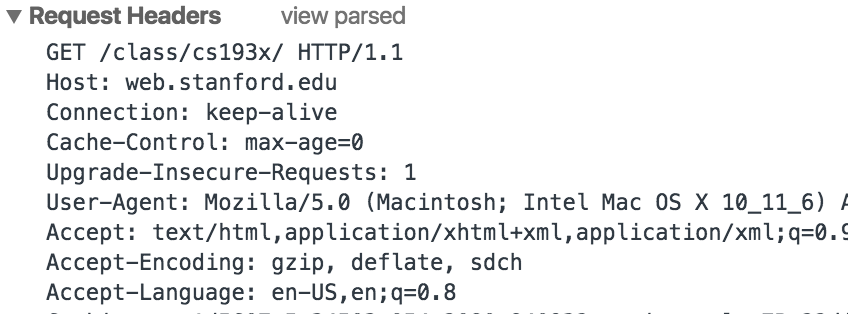 ▼ Request Headers view parsed
GET /class/cs193x/ HTTP/1.1
Host: web.stanford.edu
Connection: keep-alive
Cache-Control: max-age=0
Upgrade-Insecure-Requests: 1
User-Agent: Mozilla/5.0 (Macintosh; Intel Mac OS X 10_11_6) A
Accept: text/html,application/xhtml+xml,application/xml;q=0.9
Accept-Encoding: gzip, deflate, sdch
Accept-Language: en-US,en;q=0.8